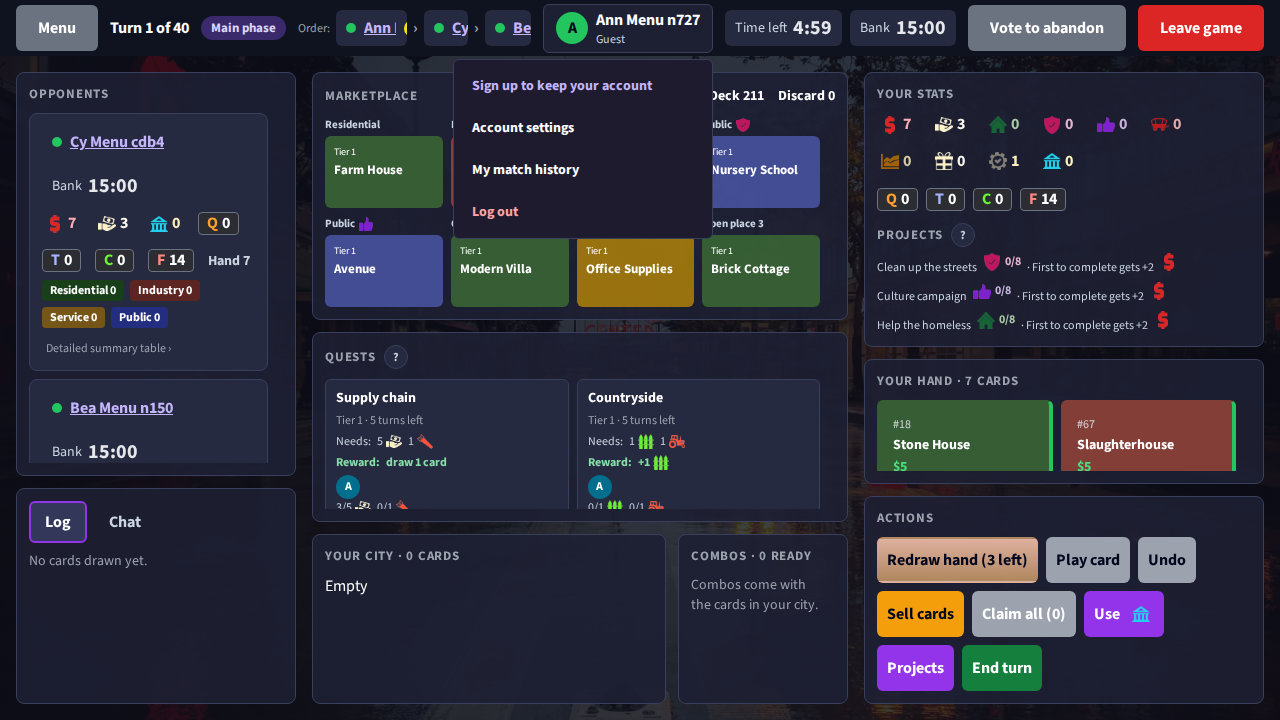 Menu
Turn 1 of 40
Main phase
Order:
Ann
›
Cy
›
Be
A
Ann Menu n727
Guest
Time left 4:59
Bank 15:00
Vote to abandon
Leave game
Sign up to keep your account
Account settings
My match history
Log out
OPPONENTS
Cy Menu cdb4
Bank 15:00
7 3 0 Q 0
T 0 C 0 F 14 Hand 7
Residential 0 Industry 0
Service 0 Public 0
Detailed summary table ›
Bea Menu n150
Bank 15:00
Log Chat
No cards drawn yet.
MARKETPLACE
Deck 211 Discard 0
Residential
Tier 1
Farm House
Nursery School
Public
Tier 1
Avenue
Tier 1
Modern Villa
Tier 1
Office Supplies
Open place 3
Tier 1
Brick Cottage
QUESTS ?
Supply chain
Tier 1 · 5 turns left
Needs: 5 1
Reward: draw 1 card
A
3/5 0/1
Countryside
Tier 1 · 5 turns left
Needs: 1 1
Reward: +1
A
0/1 0/1
YOUR CITY · 0 CARDS
Empty
COMBOS · 0 READY
Combos come with
the cards in your city.
YOUR STATS
7 3 0 0 0 0
0 0 1 0
Q 0 T 0 C 0 F 14
PROJECTS ?
Clean up the streets 0/8 · First to complete gets +2
Culture campaign 0/8 · First to complete gets +2
Help the homeless 0/8 · First to complete gets +2
YOUR HAND · 7 CARDS
#18
Stone House
$5
#67
Slaughterhouse
$5
ACTIONS
Redraw hand (3 left) Play card Undo
Sell cards Claim all (0) Use
Projects End turn